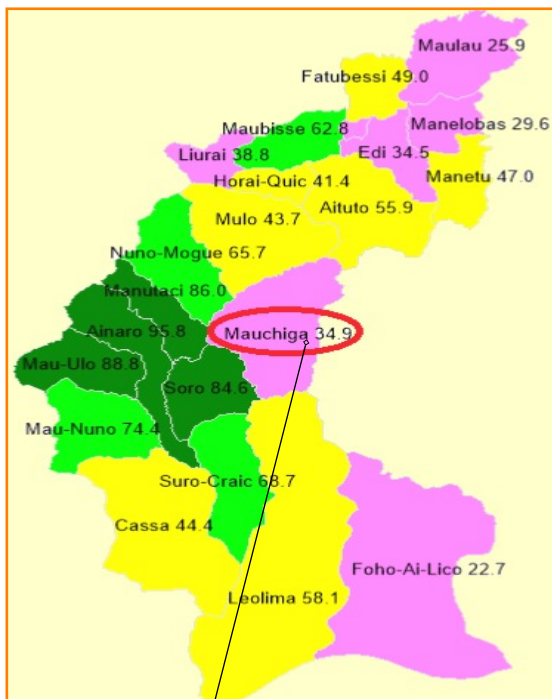 Maulau 25.9
Fatubessi 49.0
Manelobas 29.6
Maubisse 62.8
Edi 34.5
Liurai 38.8
Manetu 47.0
Horai-Quic 41.4
Aituto 55.9
Mulo 43.7
Nuno-Mogue 65.7
Manutaci 86.0
Ainaro 95.8
Mauchiga 34.9
Mau-Ulo 88.8
Soro 84.6
Mau-Nuno 74.4
Suro-Craic 68.7
Cassa 44.4
Foho-Ai-Lico 22.7
Leolima 58.1